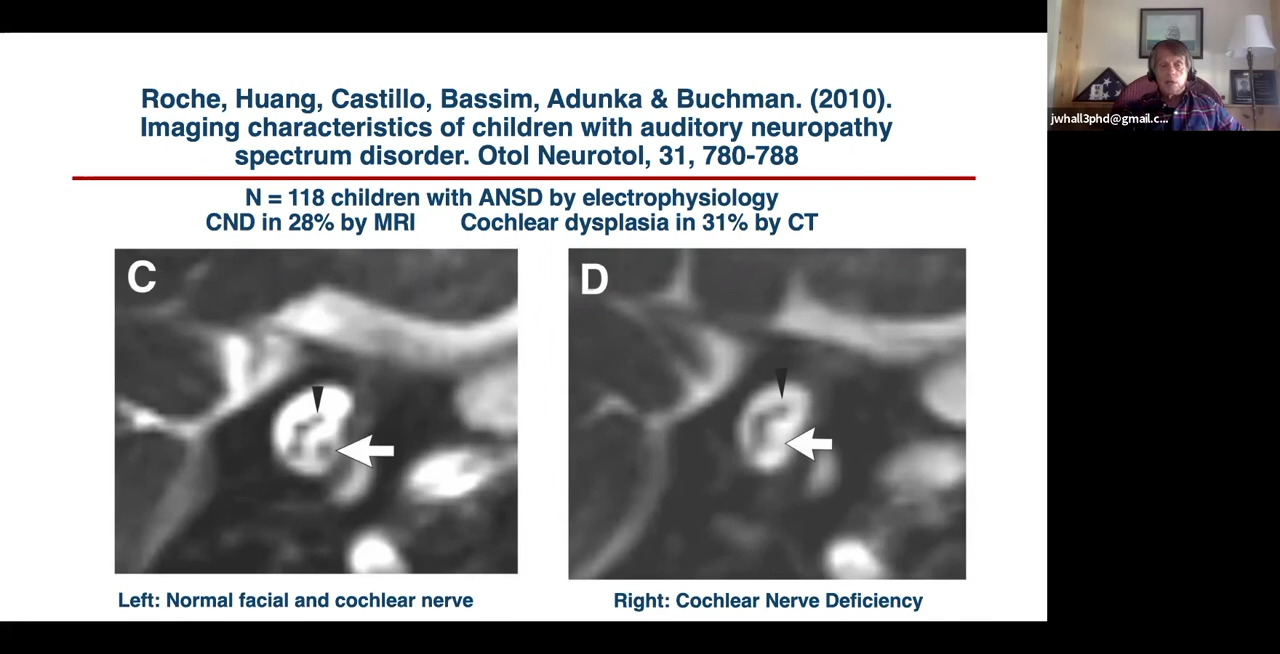 Roche, Huang, Castillo, Bassim, Adunka & Buchman. (2010).
Imaging characteristics of children with auditory neuropathy
spectrum disorder. Otol Neurotol, 31, 780-788
N = 118 children with ANSD by electrophysiology
CND in 28% by MRI Cochlear dysplasia in 31% by CT
C
D
Left: Normal facial and cochlear nerve
Right: Cochlear Nerve Deficiency
jwhall3phd@gmail.c...